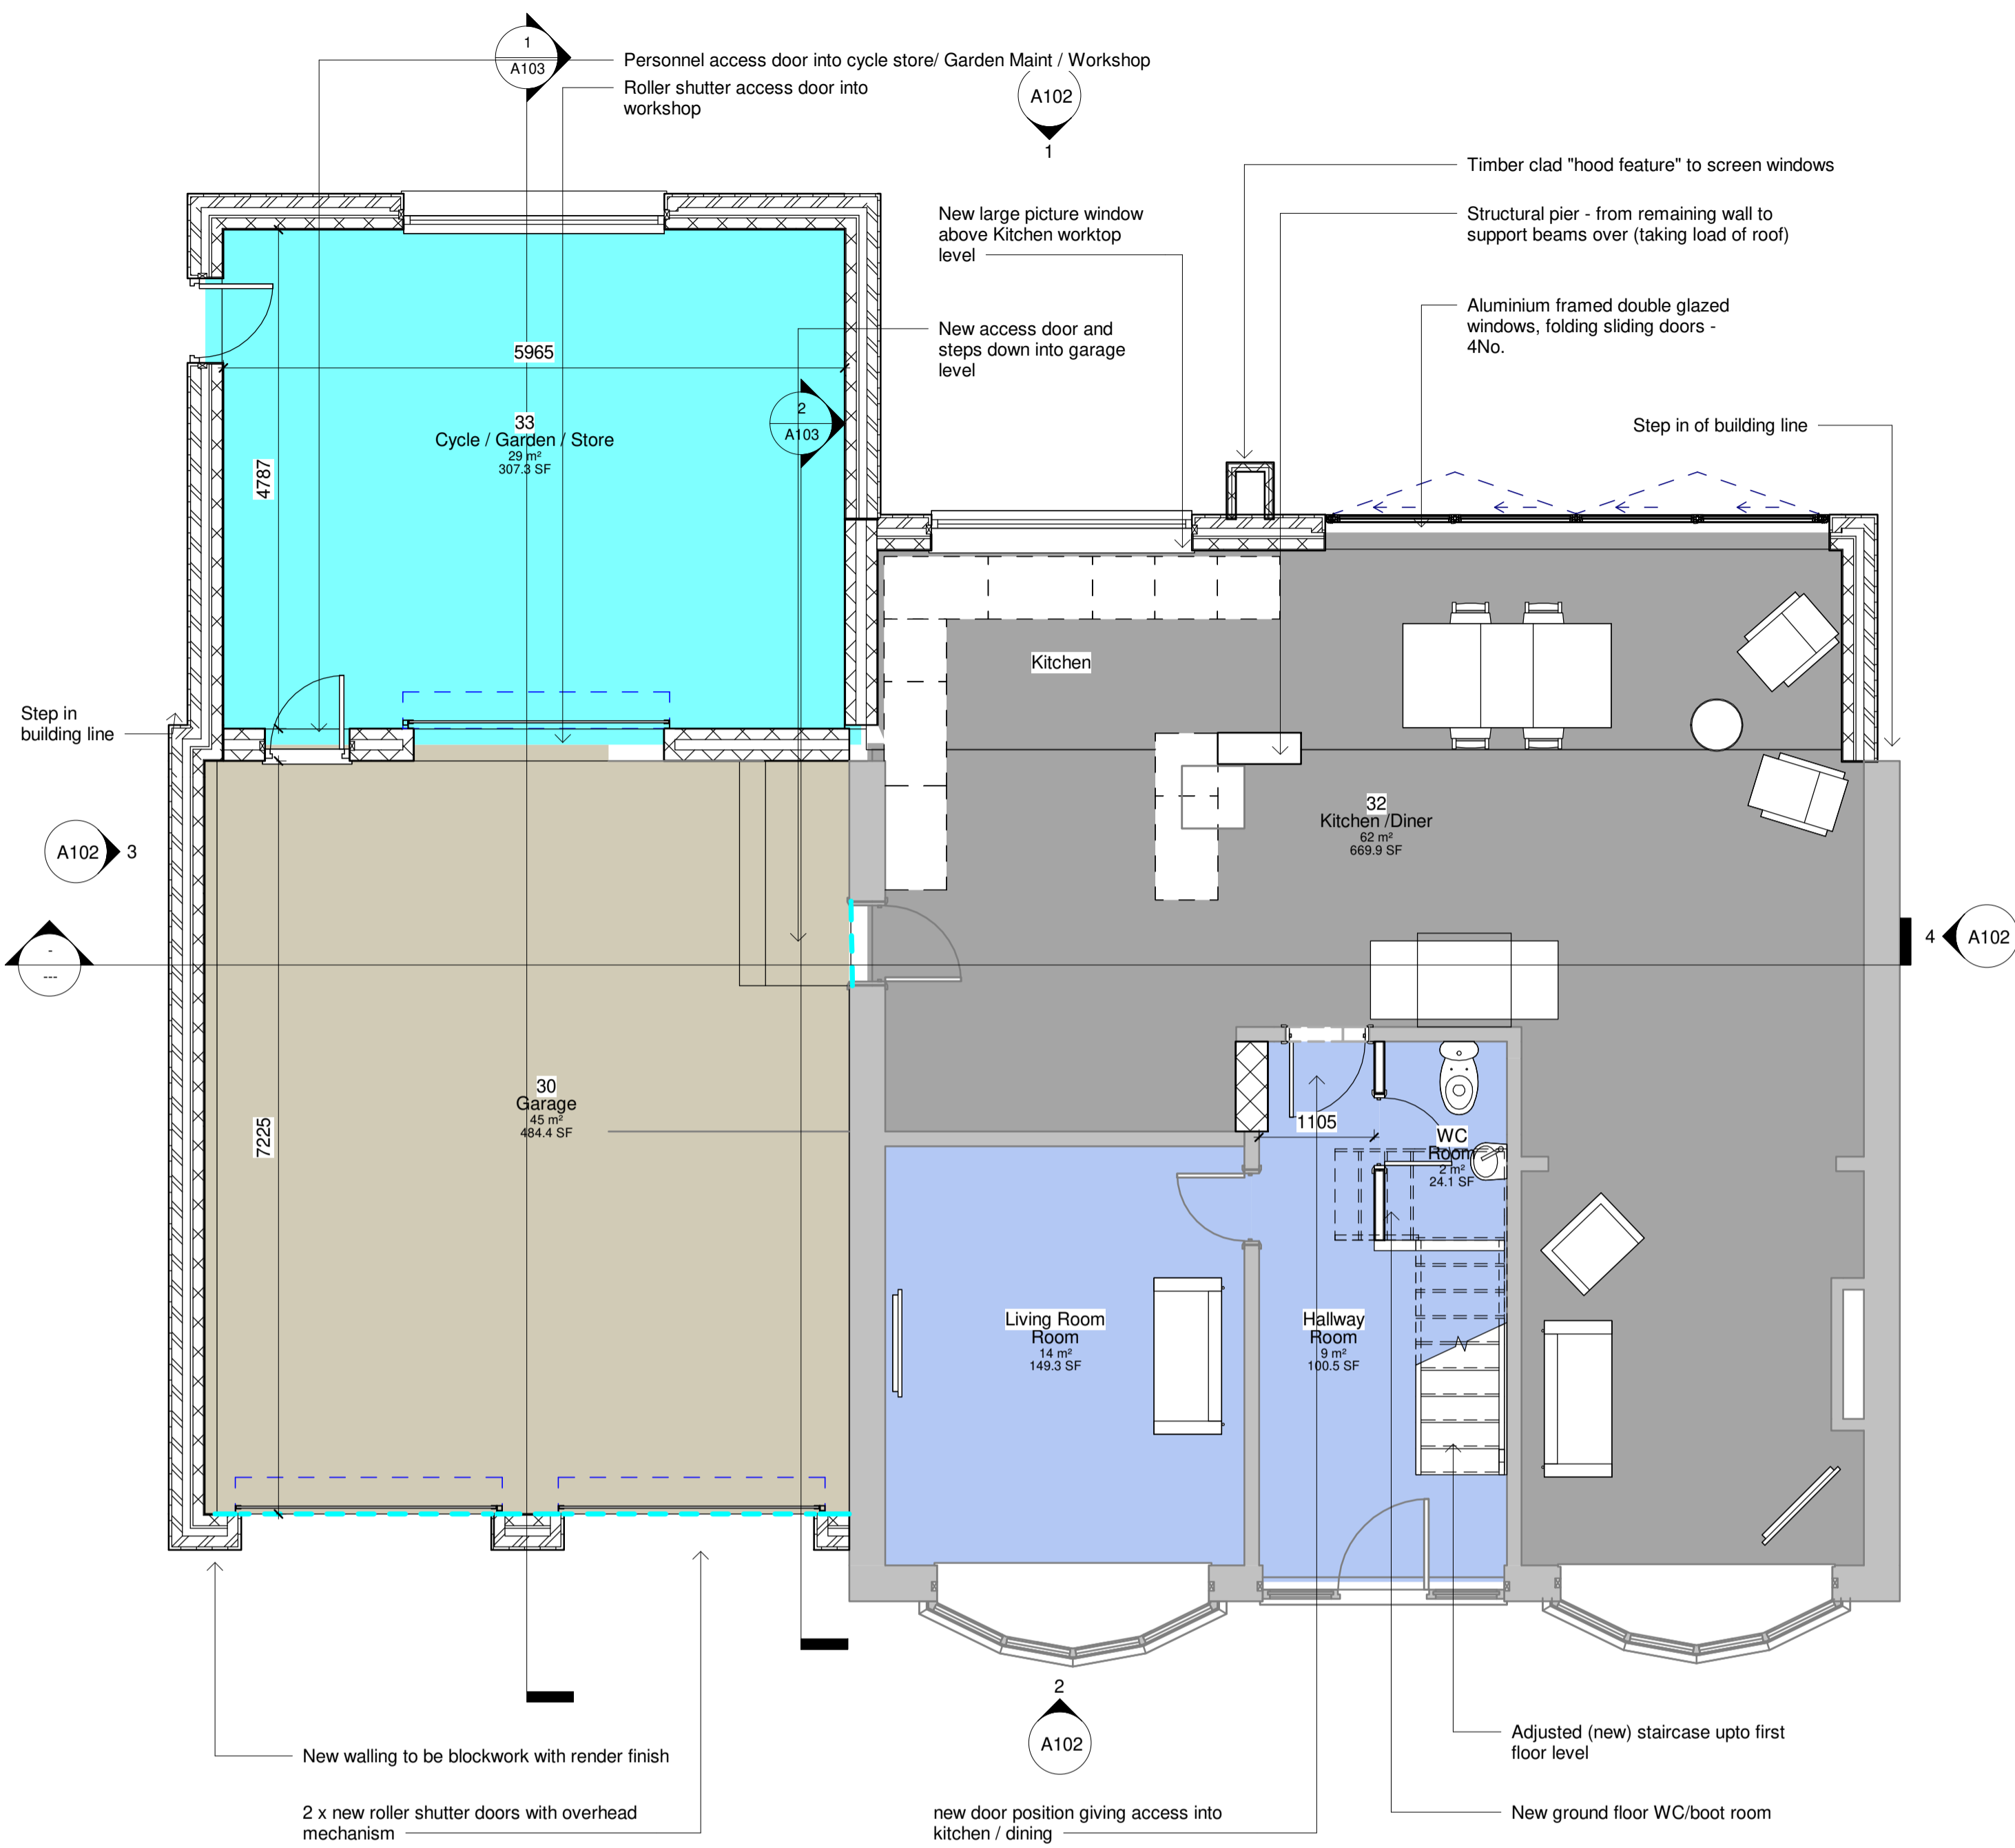 1
A103
Personnel access door into cycle store/ Garden Maint / Workshop
Roller shutter access door into
workshop
A102
1
Timber clad "hood feature" to screen windows
New large picture window
above Kitchen worktop
level
Structural pier - from remaining wall to
support beams over (taking load of roof)
Aluminium framed double glazed
windows, folding sliding doors -
4No.
New access door and
steps down into garage
level
Step in of building line
5965
33
Cycle / Garden / Store
29 m²
307.3 SF
2
A103
4787
Kitchen
Step in
building line
32
Kitchen /Diner
62 m²
669.9 SF
A102
3
-
---
4
A102
30
Garage
45 m²
484.4 SF
7225
1105
WC
Room
2 m²
24.1 SF
Living Room
Room
14 m²
149.3 SF
Hallway
Room
9 m²
100.5 SF
2
A102
New walling to be blockwork with render finish
Adjusted (new) staircase upto first
floor level
2 x new roller shutter doors with overhead
mechanism
new door position giving access into
kitchen / dining
New ground floor WC/boot room